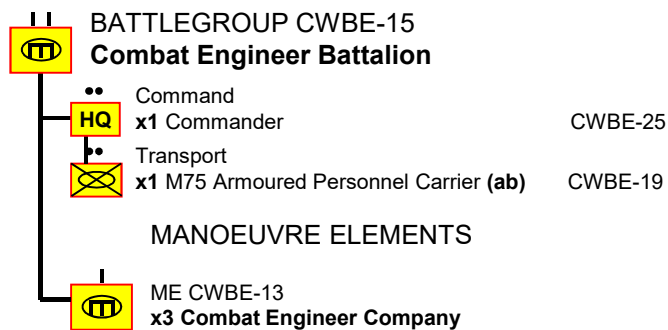 BATTLEGROUP CWBE-15
Combat Engineer Battalion
Command
HQ x1 Commander CWBE-25
Transport
x1 M75 Armoured Personnel Carrier (ab) CWBE-19
MANOEUVRE ELEMENTS
ME CWBE-13
x3 Combat Engineer Company